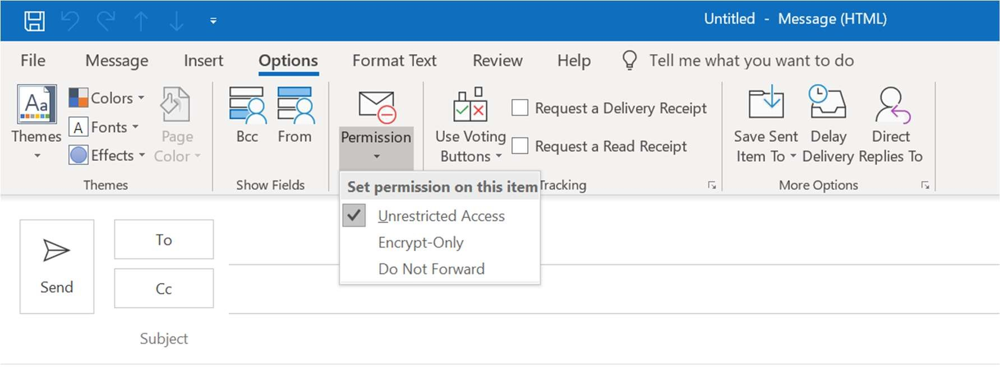 Untitled - Message (HTML)
File Message Insert Options Format Text Review Help Tell me what you want to do
Aa
Themes
Colors
A Fonts
Effects
Page
Color
Themes
Bcc
From
Show Fields
Permission
Use Voting
Buttons
Request a Delivery Receipt
Request a Read Receipt
Tracking
Save Sent
Item To
Delay
Delivery
Direct
Replies To
More Options
Set permission on this item
Unrestricted Access
Encrypt-Only
Do Not Forward
Send
To
Cc
Subject